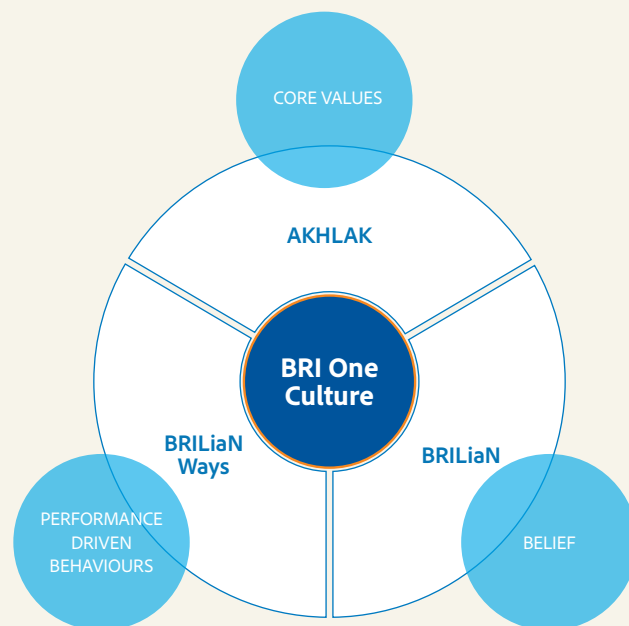 CORE VALUES
AKHLAK
BRI One
Culture
BRILiaN
Ways
BRILiaN
PERFORMANCE
DRIVEN
BEHAVIOURS
BELIEF